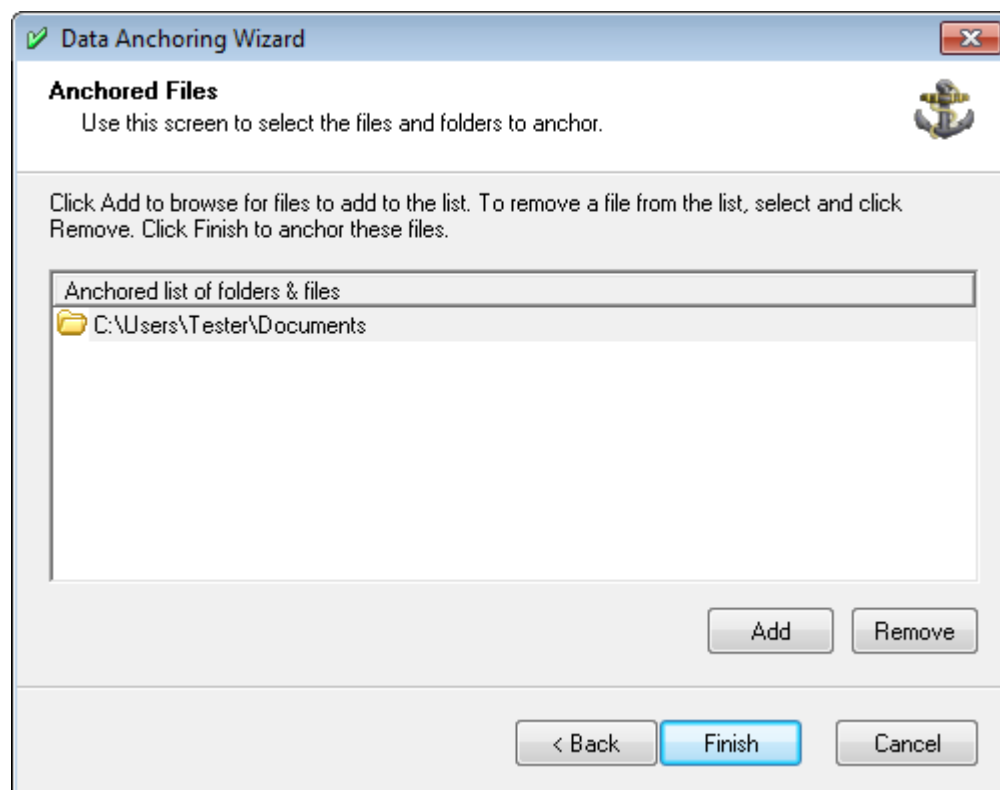 Data Anchoring Wizard
Anchored Files
Use this screen to select the files and folders to anchor.
Click Add to browse for files to add to the list. To remove a file from the list, select and click
Remove. Click Finish to anchor these files.
Anchored list of folders & files
C:\Users\Tester\Documents
Add Remove
< Back Finish Cancel